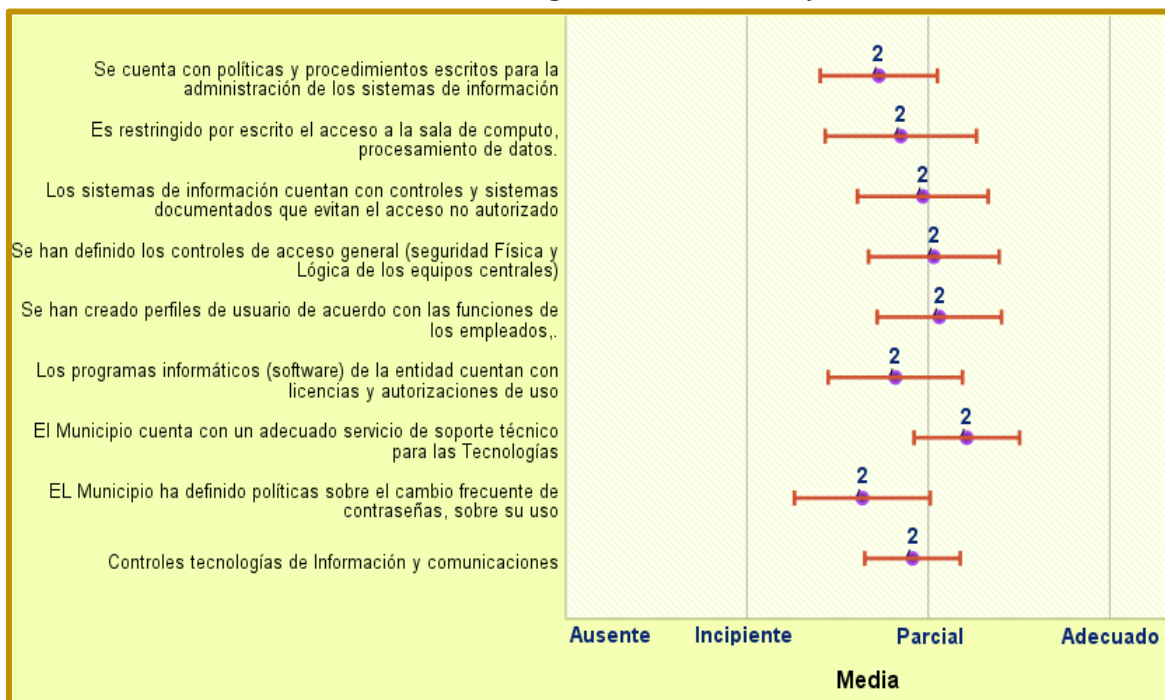 Se cuenta con políticas y procedimientos escritos para la
administración de los sistemas de información
2
Es restringido por escrito el acceso a la sala de computo,
procesamiento de datos.
2
Los sistemas de información cuentan con controles y sistemas
documentados que evitan el acceso no autorizado
2
Se han definido los controles de acceso general (seguridad Física y
Lógica de los equipos centrales)
2
Se han creado perfiles de usuario de acuerdo con las funciones de
los empleados,.
2
Los programas informáticos (software) de la entidad cuentan con
licencias y autorizaciones de uso
2
El Municipio cuenta con un adecuado servicio de soporte técnico
para las Tecnologías
2
EL Municipio ha definido políticas sobre el cambio frecuente de
contraseñas, sobre su uso
2
Controles tecnologías de Información y comunicaciones
2
Ausente Incipiente Parcial Adecuado
Media